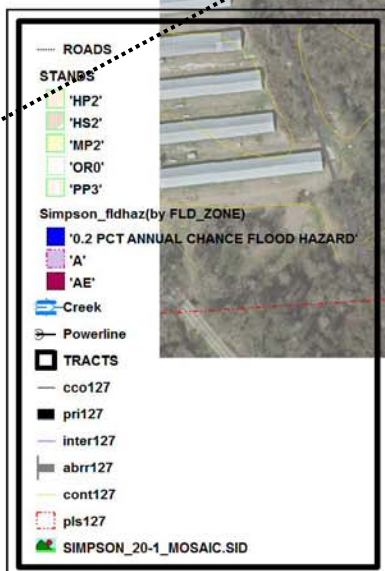 ROADS
STANDS
'HP2'
'HS2'
'MP2'
'OR0'
'PP3'
Simpson_fldhaz(by FLD_ZONE)
'0.2 PCT ANNUAL CHANCE FLOOD HAZARD'
'A'
'AE'
Creek
Powerline
TRACTS
cco127
pri127
inter127
abrr127
cont127
pls127
SIMPSON_20-1_MOSAIC.SID